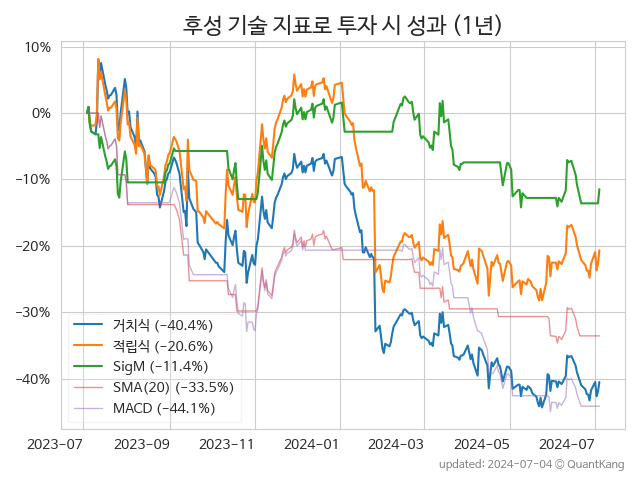 후성 기술 지표로 투자 시 성과 (1년)
10%
0%
−10%
−20%
−30%
−40%
거치식 (−40.4%)
적립식 (−20.6%)
SigM (−11.4%)
SMA(20) (−33.5%)
MACD (−44.1%)
2023-07
2023-09
2023-11
2024-01
2024-03
2024-05
2024-07
updated: 2024-07-04 ⓒ QuantKang